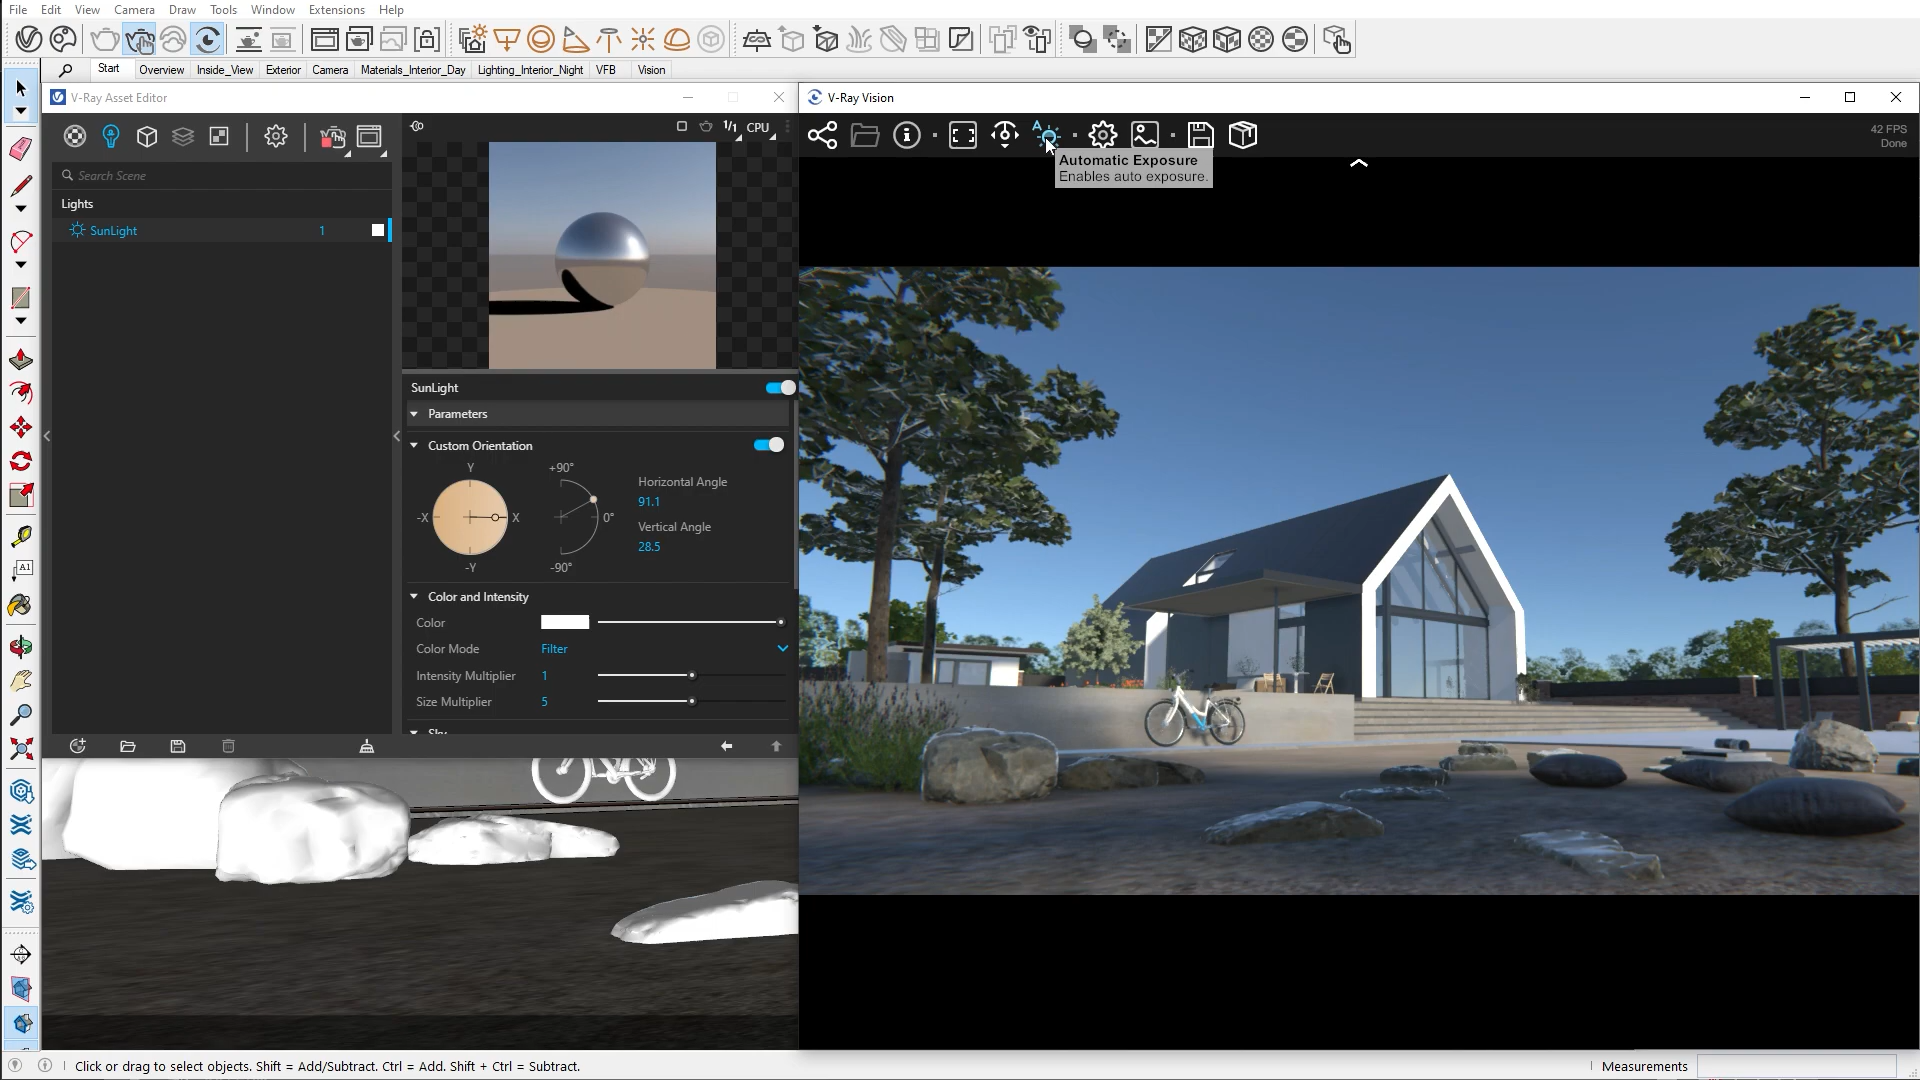 File Edit View Camera Draw Tools Window Extensions Help
Start Overview Inside_View Exterior Camera Materials_Interior_Day Lighting_Interior_Night VFB Vision
V-Ray Asset Editor
1/1 CPU
Search Scene
Lights
SunLight 1
SunLight
Parameters
Custom Orientation
Y +90°
Horizontal Angle
91.1
-X X 0°
Vertical Angle
28.5
-Y -90°
Color and Intensity
Color
Color Mode Filter
Intensity Multiplier 1
Size Multiplier 5
Sky
V-Ray Vision
A
42 FPS
Done
Automatic Exposure
Enables auto exposure.
A1
Click or drag to select objects. Shift = Add/Subtract. Ctrl = Add. Shift + Ctrl = Subtract.
Measurements